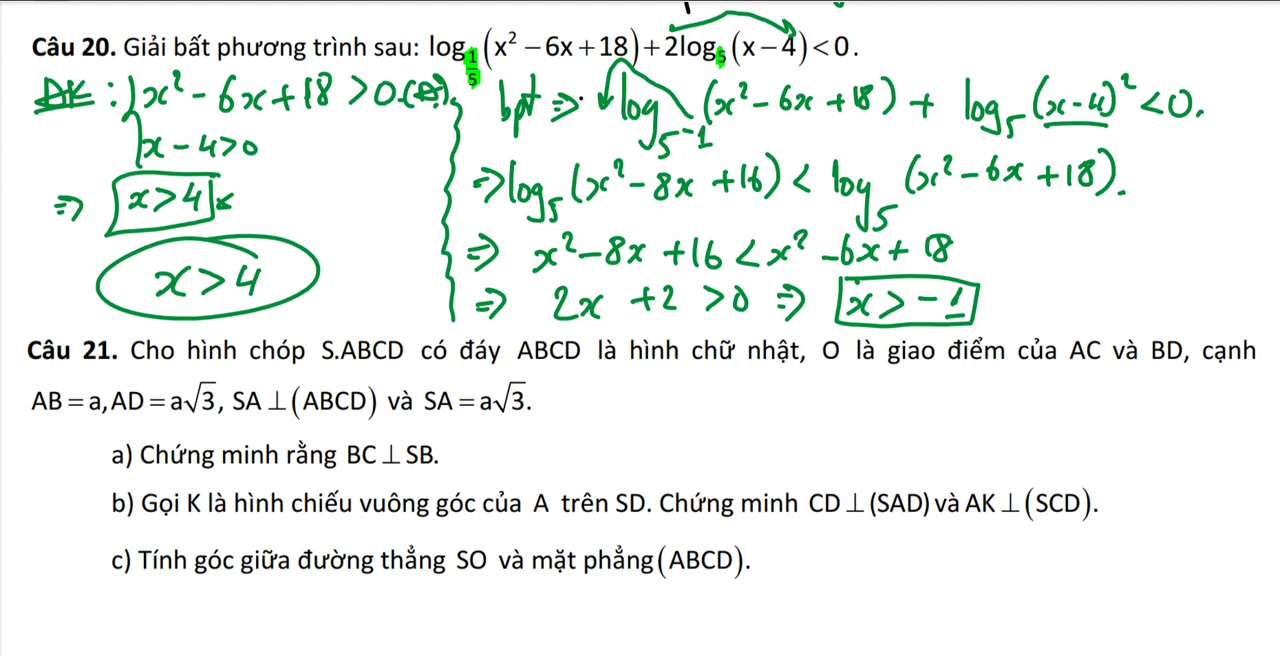 Câu 20. Giải bất phương trình sau: log_{1/5}(x² − 6x + 18) + 2log_5(x − 4) < 0.
ĐK: { x² − 6x + 18 > 0
x − 4 > 0
⇒ x > 4
x > 4
bpt ⇒ log_{5^{-1}}(x² − 6x + 18) + log_5(x − 4)² < 0.
⇒ log_5(x² − 8x + 16) < log_5(x² − 6x + 18).
⇒ x² − 8x + 16 < x² − 6x + 18
⇒ 2x + 2 > 0 ⇒ x > −1
Câu 21. Cho hình chóp S.ABCD có đáy ABCD là hình chữ nhật, O là giao điểm của AC và BD, cạnh
AB = a, AD = a√3, SA ⊥ (ABCD) và SA = a√3.
a) Chứng minh rằng BC ⊥ SB.
b) Gọi K là hình chiếu vuông góc của A trên SD. Chứng minh CD ⊥ (SAD) và AK ⊥ (SCD).
c) Tính góc giữa đường thẳng SO và mặt phẳng (ABCD).